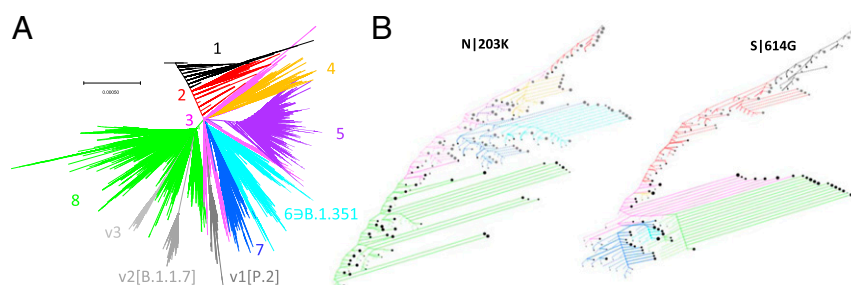 A
B
1
N|203K
S|614G
4
2
0.00050
3
5
8
6∋B.1.351
v3
7
v2[B.1.1.7]
v1[P.2]